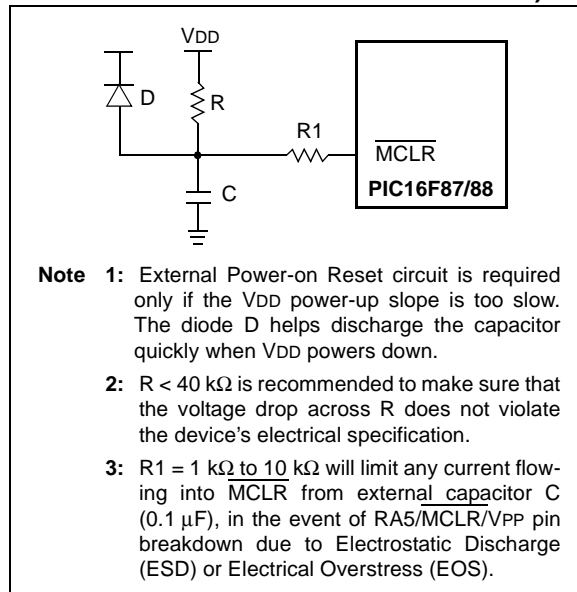 VDD
D
R
R1
MCLR
PIC16F87/88
C
Note 1: External Power-on Reset circuit is required
only if the VDD power-up slope is too slow.
The diode D helps discharge the capacitor
quickly when VDD powers down.
2: R < 40 kΩ is recommended to make sure that
the voltage drop across R does not violate
the device's electrical specification.
3: R1 = 1 kΩ to 10 kΩ will limit any current flow-
ing into MCLR from external capacitor C
(0.1 μF), in the event of RA5/MCLR/VPP pin
breakdown due to Electrostatic Discharge
(ESD) or Electrical Overstress (EOS).